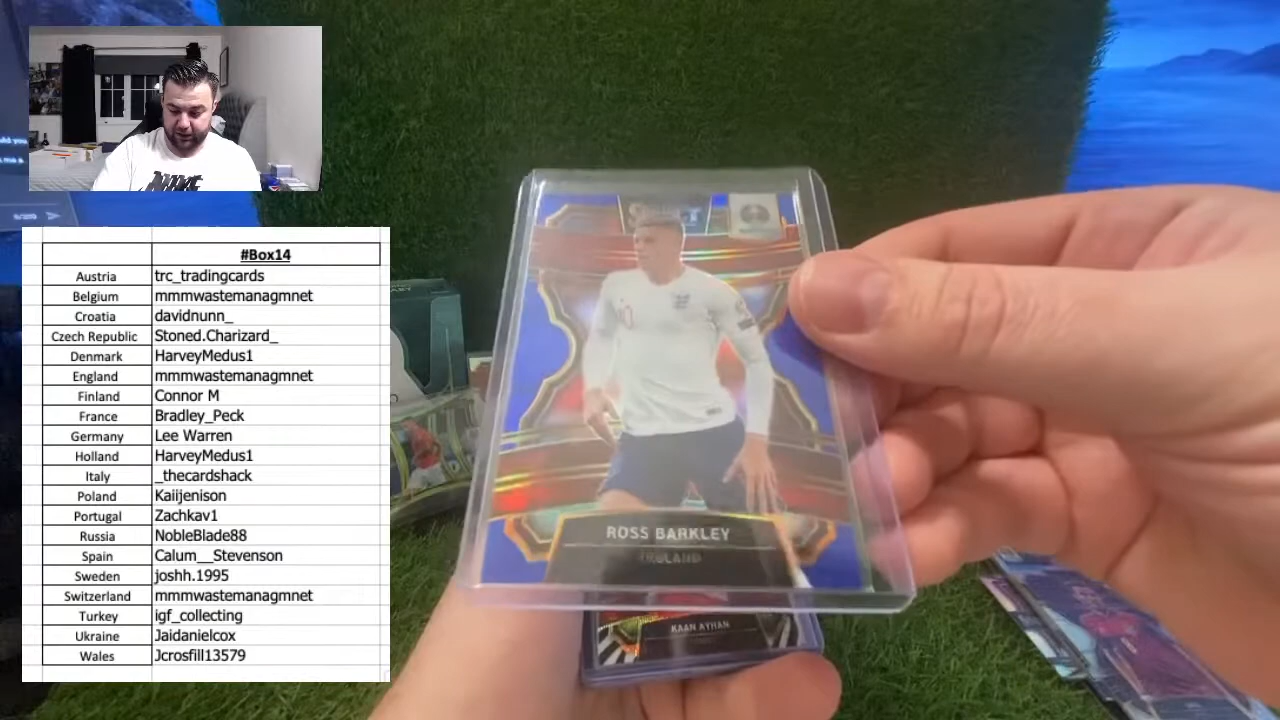 #Box14
Austria trc_tradingcards
Belgium mmmwastemanagmnet
Croatia davidnunn_
Czech Republic Stoned.Charizard_
Denmark HarveyMedus1
England mmmwastemanagmnet
Finland Connor M
France Bradley_Peck
Germany Lee Warren
Holland HarveyMedus1
Italy _thecardshack
Poland Kaiijenison
Portugal Zachkav1
Russia NobleBlade88
Spain Calum__Stevenson
Sweden joshh.1995
Switzerland mmmwastemanagmnet
Turkey igf_collecting
Ukraine Jaidanielcox
Wales Jcrosfill13579
NIKE
ROSS BARKLEY
ENGLAND
KAAN AYHAN